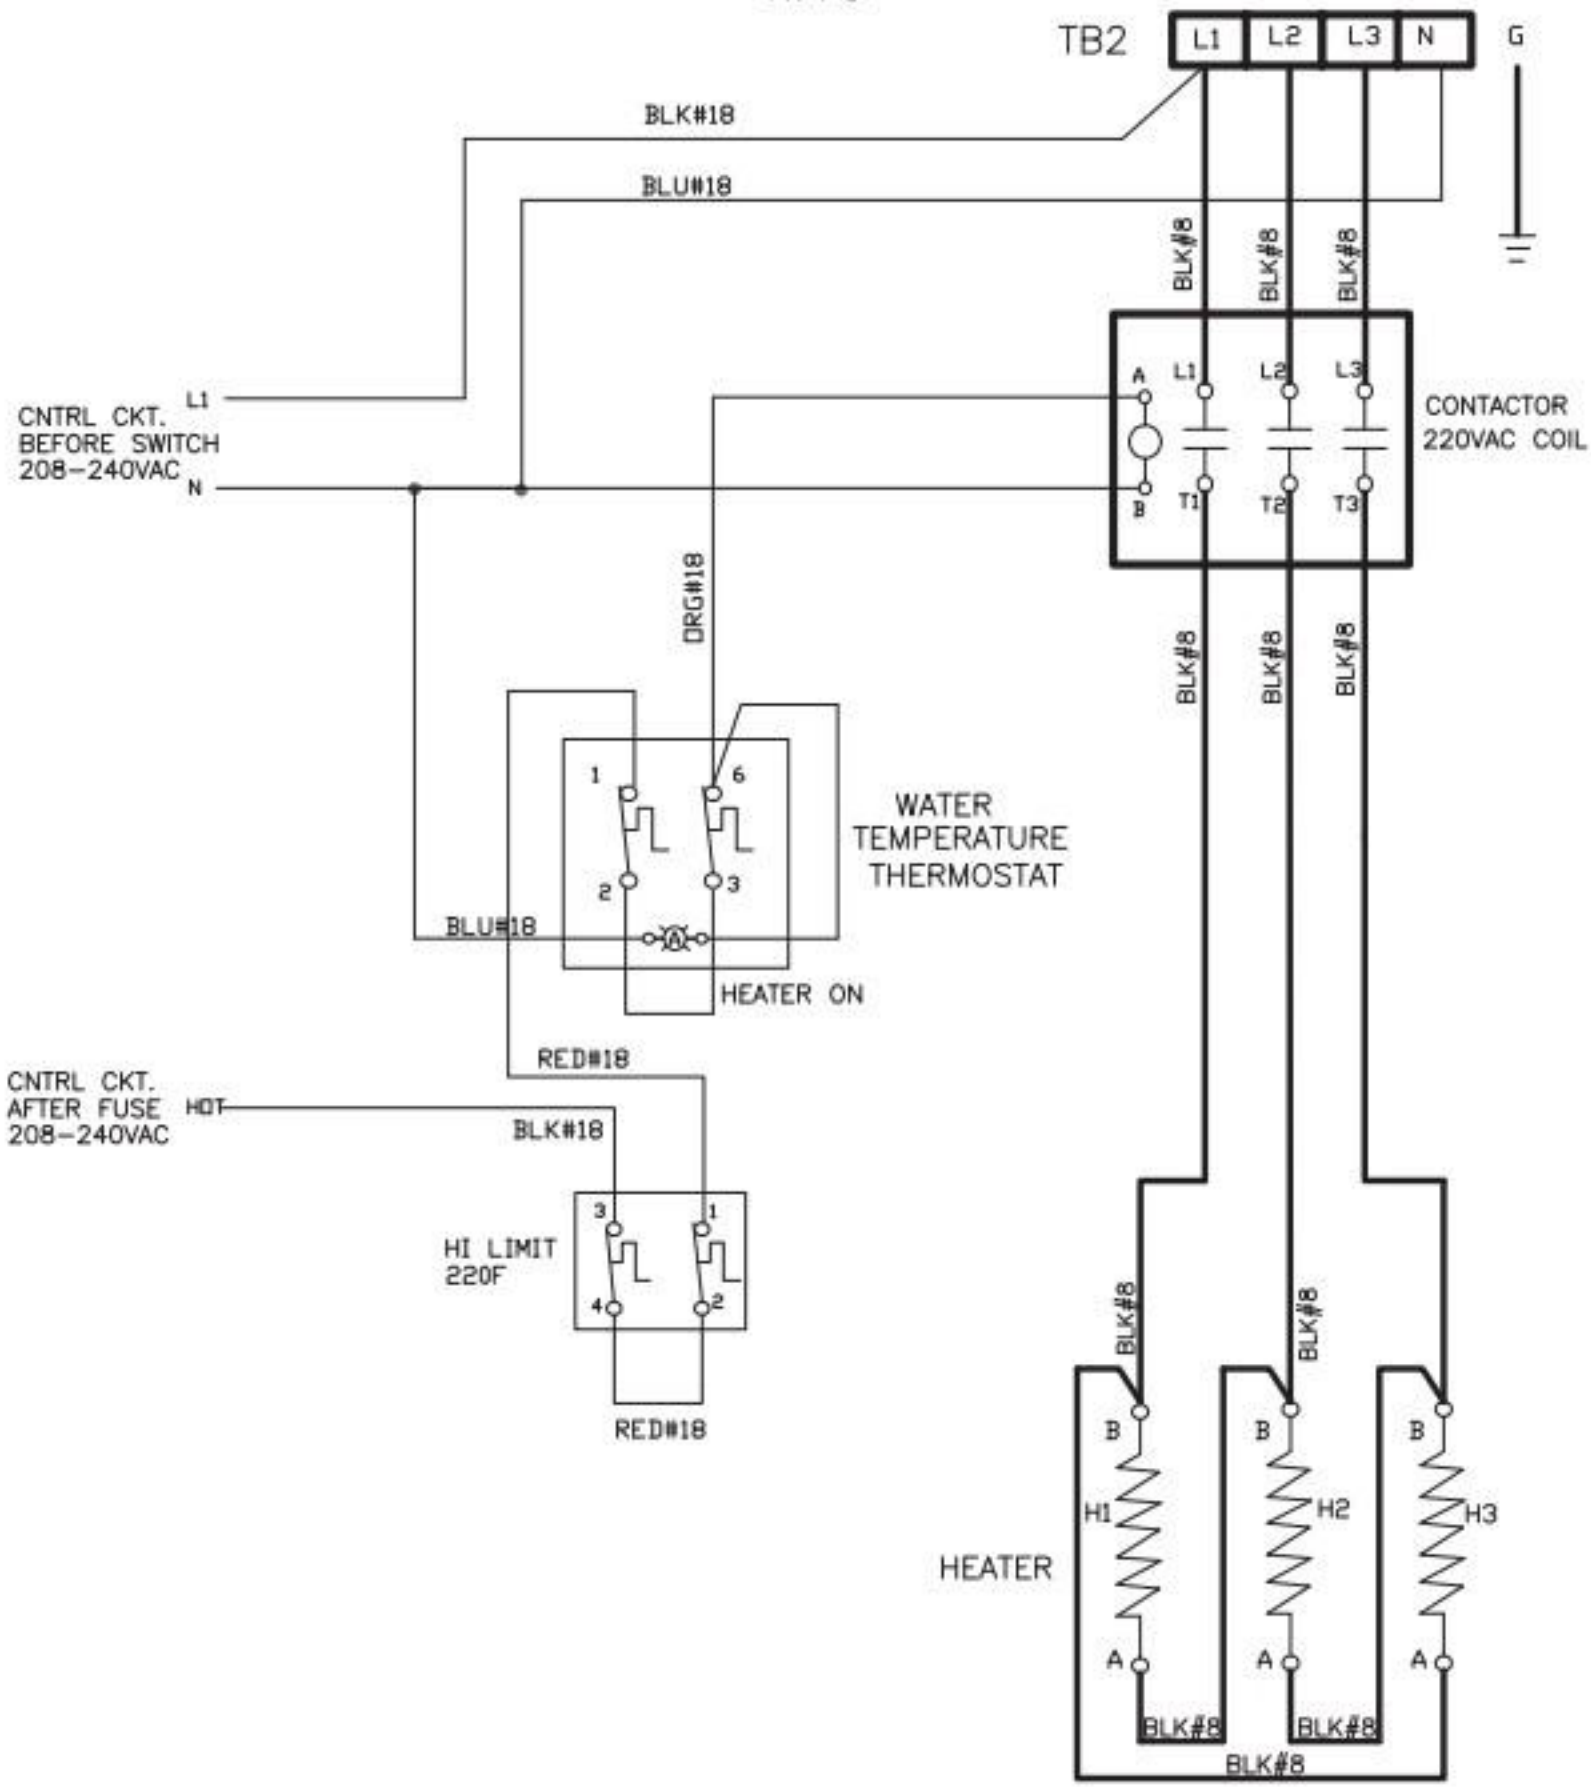 TB2
L1
L2
L3
N
G
BLK#18
BLU#18
BLK#8
BLK#8
BLK#8
CNTRL CKT.
BEFORE SWITCH
208-240VAC
L1
N
A
L1
L2
L3
CONTACTOR
220VAC COIL
B
T1
T2
T3
ORG#18
BLK#8
BLK#8
BLK#8
1
6
WATER
TEMPERATURE
THERMOSTAT
2
3
BLU#18
A
HEATER ON
RED#18
CNTRL CKT.
AFTER FUSE
208-240VAC
HOT
BLK#18
3
1
HI LIMIT
220F
4
2
RED#18
BLK#8
BLK#8
B
B
B
H1
H2
H3
HEATER
A
A
A
BLK#8
BLK#8
BLK#8